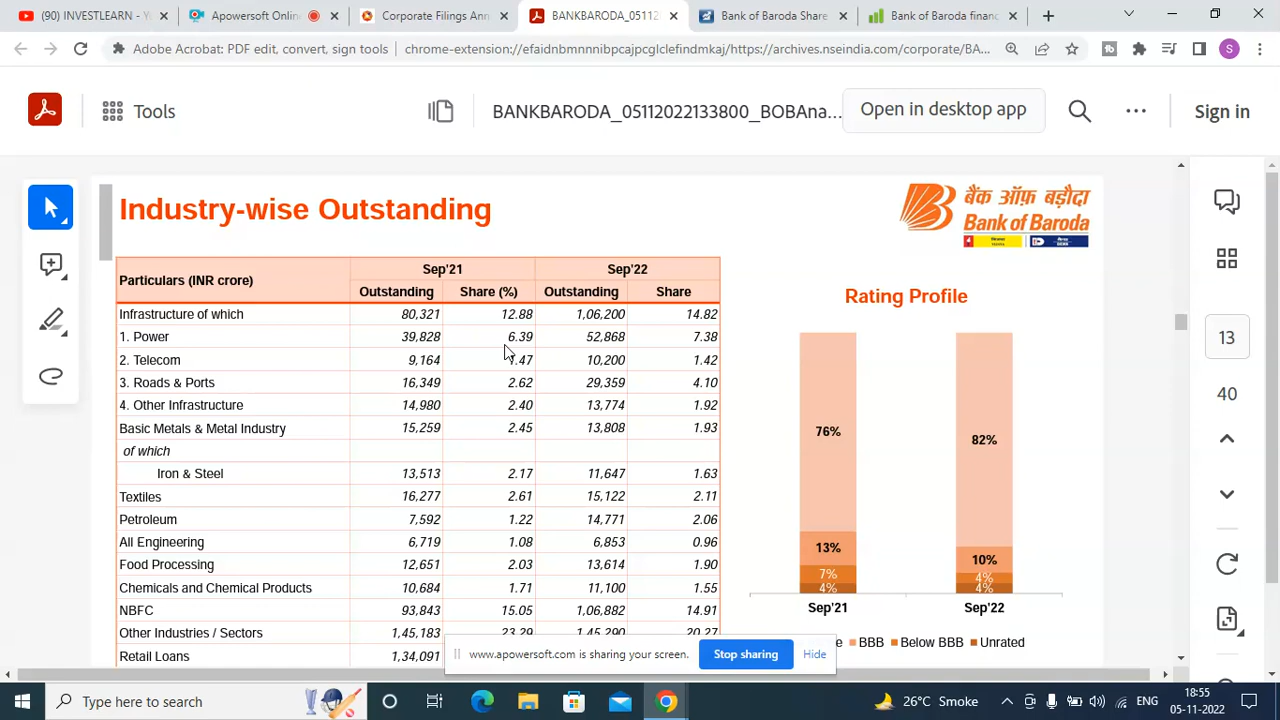 (90) INVESTLEARN - Y
Apowersoft Onlin
Corporate Filings Ann
BANKBARODA_05112
Bank of Baroda Share
Bank of Baroda financ
Adobe Acrobat: PDF edit, convert, sign tools
chrome-extension://efaidnbmnnnibpcajpcglclefindmkaj/https://archives.nseindia.com/corporate/BA...
S
Tools
BANKBARODA_05112022133800_BOBAna...
Open in desktop app
Sign in
Industry-wise Outstanding
बैंक ऑफ़ बड़ौदा
Bank of Baroda
Particulars (INR crore) Sep'21 Sep'22
Outstanding Share (%) Outstanding Share
Infrastructure of which 80,321 12.88 1,06,200 14.82
1. Power 39,828 6.39 52,868 7.38
2. Telecom 9,164 1.47 10,200 1.42
3. Roads & Ports 16,349 2.62 29,359 4.10
4. Other Infrastructure 14,980 2.40 13,774 1.92
Basic Metals & Metal Industry 15,259 2.45 13,808 1.93
of which
Iron & Steel 13,513 2.17 11,647 1.63
Textiles 16,277 2.61 15,122 2.11
Petroleum 7,592 1.22 14,771 2.06
All Engineering 6,719 1.08 6,853 0.96
Food Processing 12,651 2.03 13,614 1.90
Chemicals and Chemical Products 10,684 1.71 11,100 1.55
NBFC 93,843 15.05 1,06,882 14.91
Other Industries / Sectors 1,45,183 23.29 1,45,290 20.27
Retail Loans 1,34,091
Rating Profile
76% 82%
13% 10%
7% 4%
4% 4%
Sep'21 Sep'22
BBB Below BBB Unrated
13
40
www.apowersoft.com is sharing your screen.
Stop sharing
Hide
Type here to search
26°C Smoke
ENG
18:55
05-11-2022